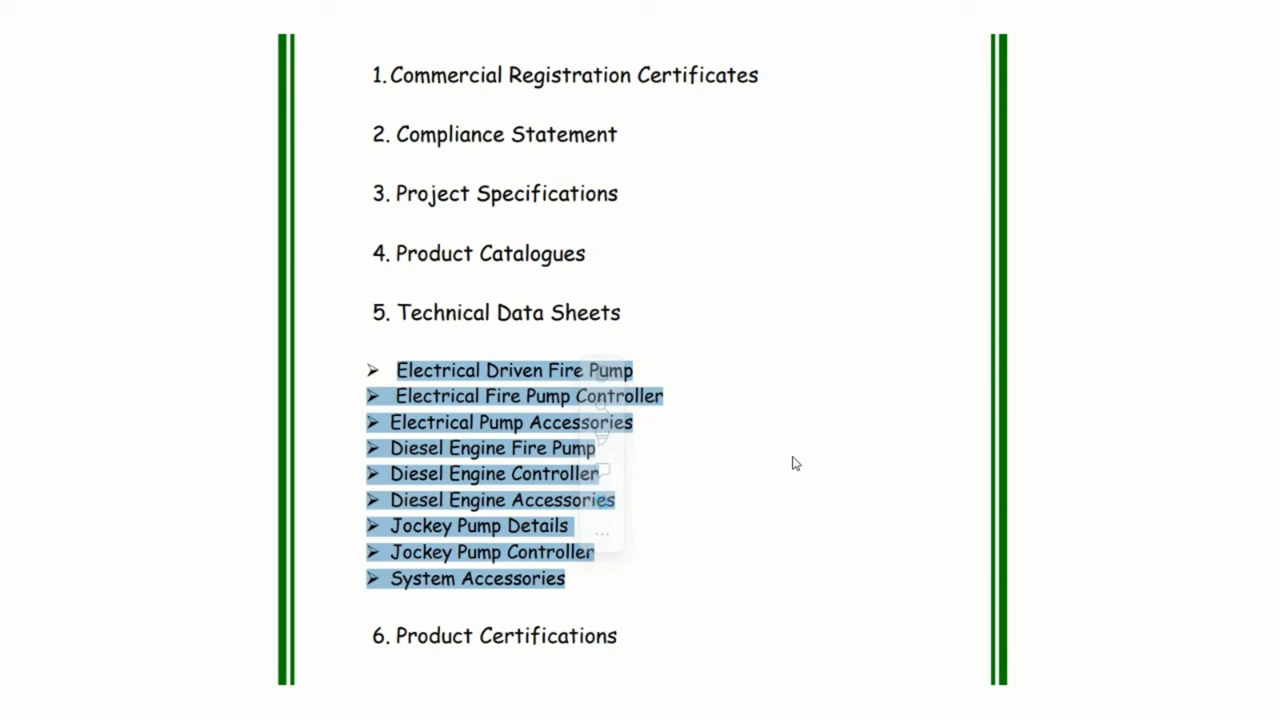 1. Commercial Registration Certificates
2. Compliance Statement
3. Project Specifications
4. Product Catalogues
5. Technical Data Sheets
➢ Electrical Driven Fire Pump
➢ Electrical Fire Pump Controller
➢ Electrical Pump Accessories
➢ Diesel Engine Fire Pump
➢ Diesel Engine Controller
➢ Diesel Engine Accessories
➢ Jockey Pump Details
➢ Jockey Pump Controller
➢ System Accessories
6. Product Certifications